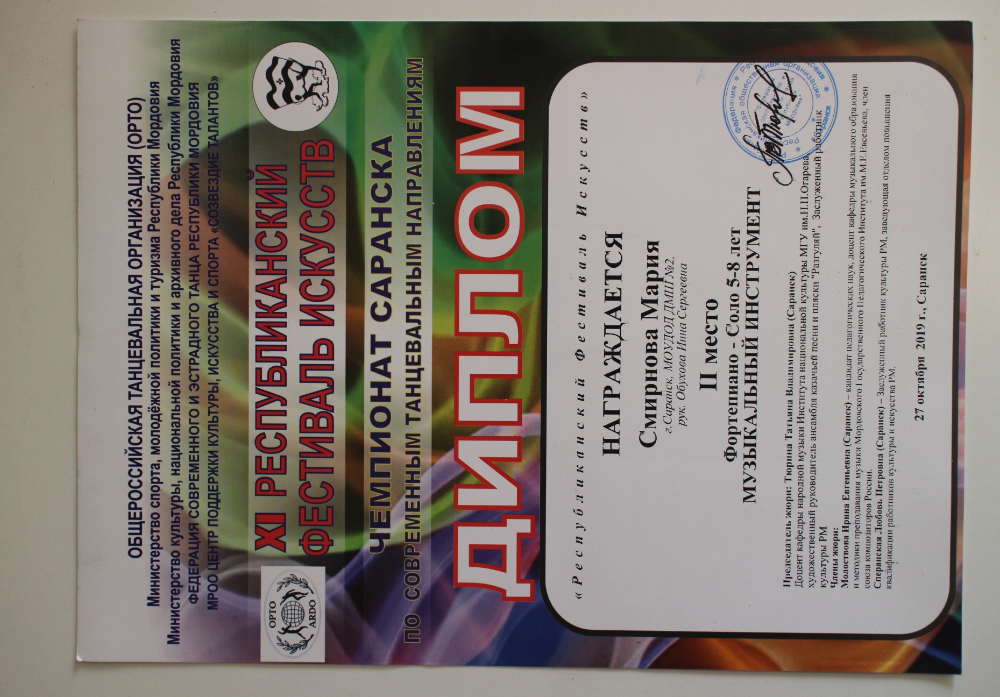 ОБЩЕРОССИЙСКАЯ ТАНЦЕВАЛЬНАЯ ОРГАНИЗАЦИЯ (ОРТО)
Министерство спорта, молодёжной политики и туризма Республики Мордовия
Министерство культуры, национальной политики и архивного дела Республики Мордовия
ФЕДЕРАЦИЯ СОВРЕМЕННОГО И ЭСТРАДНОГО ТАНЦА РЕСПУБЛИКИ МОРДОВИЯ
МРОО ЦЕНТР ПОДДЕРЖКИ КУЛЬТУРЫ, ИСКУССТВА И СПОРТА «СОЗВЕЗДИЕ ТАЛАНТОВ»
ОРТО
ARDO
XI РЕСПУБЛИКАНСКИЙ
ФЕСТИВАЛЬ ИСКУССТВ
ЧЕМПИОНАТ САРАНСКА
ПО СОВРЕМЕННЫМ ТАНЦЕВАЛЬНЫМ НАПРАВЛЕНИЯМ
ДИПЛОМ
«Республиканский Фестиваль Искусств»
НАГРАЖДАЕТСЯ
Смирнова Мария
г.Саранск, МОУДОД ДМШ №2,
рук. Обухова Инна Сергеевна
II место
Фортепиано - Соло 5-8 лет
МУЗЫКАЛЬНЫЙ ИНСТРУМЕНТ
Председатель жюри: Тюрина Татьяна Владимировна (Саранск)
Доцент кафедры народной музыки Института национальной культуры МГУ им.Н.П.Огарева,
художественный руководитель ансамбля казачьей песни и пляски "Разгуляй", Заслуженный работник
культуры РМ
Члены жюри:
Молоствова Ирина Евгеньевна (Саранск) – кандидат педагогических наук, доцент кафедры музыкального образования
и методики преподавания музыки Мордовского Государственного Педагогического Института им.М.Е.Евсевьева, член
союза композиторов России.
Сперанская Любовь Петровна (Саранск) – Заслуженный работник культуры РМ, заведующая отделом повышения
квалификации работников культуры и искусства РМ.
27 октября 2019 г., Саранск